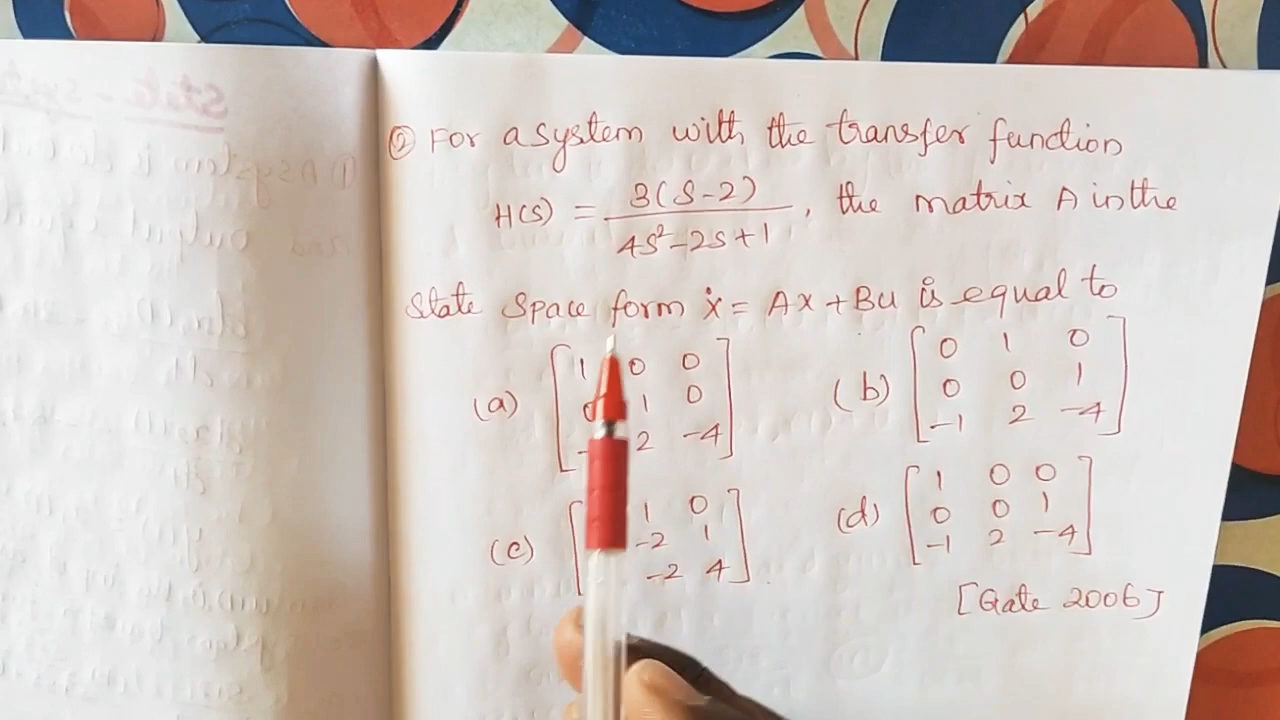 ② For a system with the transfer function
H(s) = 3(s-2) / 4s²-2s+1, the matrix A in the
State Space form ẋ = Ax + Bu is equal to
(a) [1 0 0
1 0
2 -4]
(b) [0 1 0
0 0 1
-1 2 -4]
(c) [1 0
-2 1
-2 4]
(d) [1 0 0
0 0 1
-1 2 -4]
[Gate 2006]